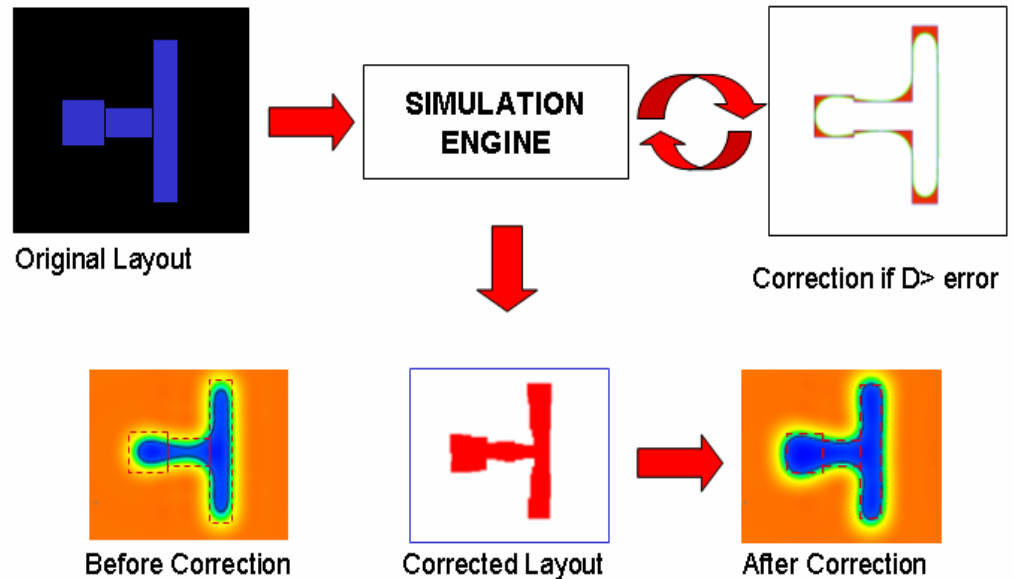 SIMULATION
ENGINE
Original Layout
Correction if D> error
Before Correction
Corrected Layout
After Correction